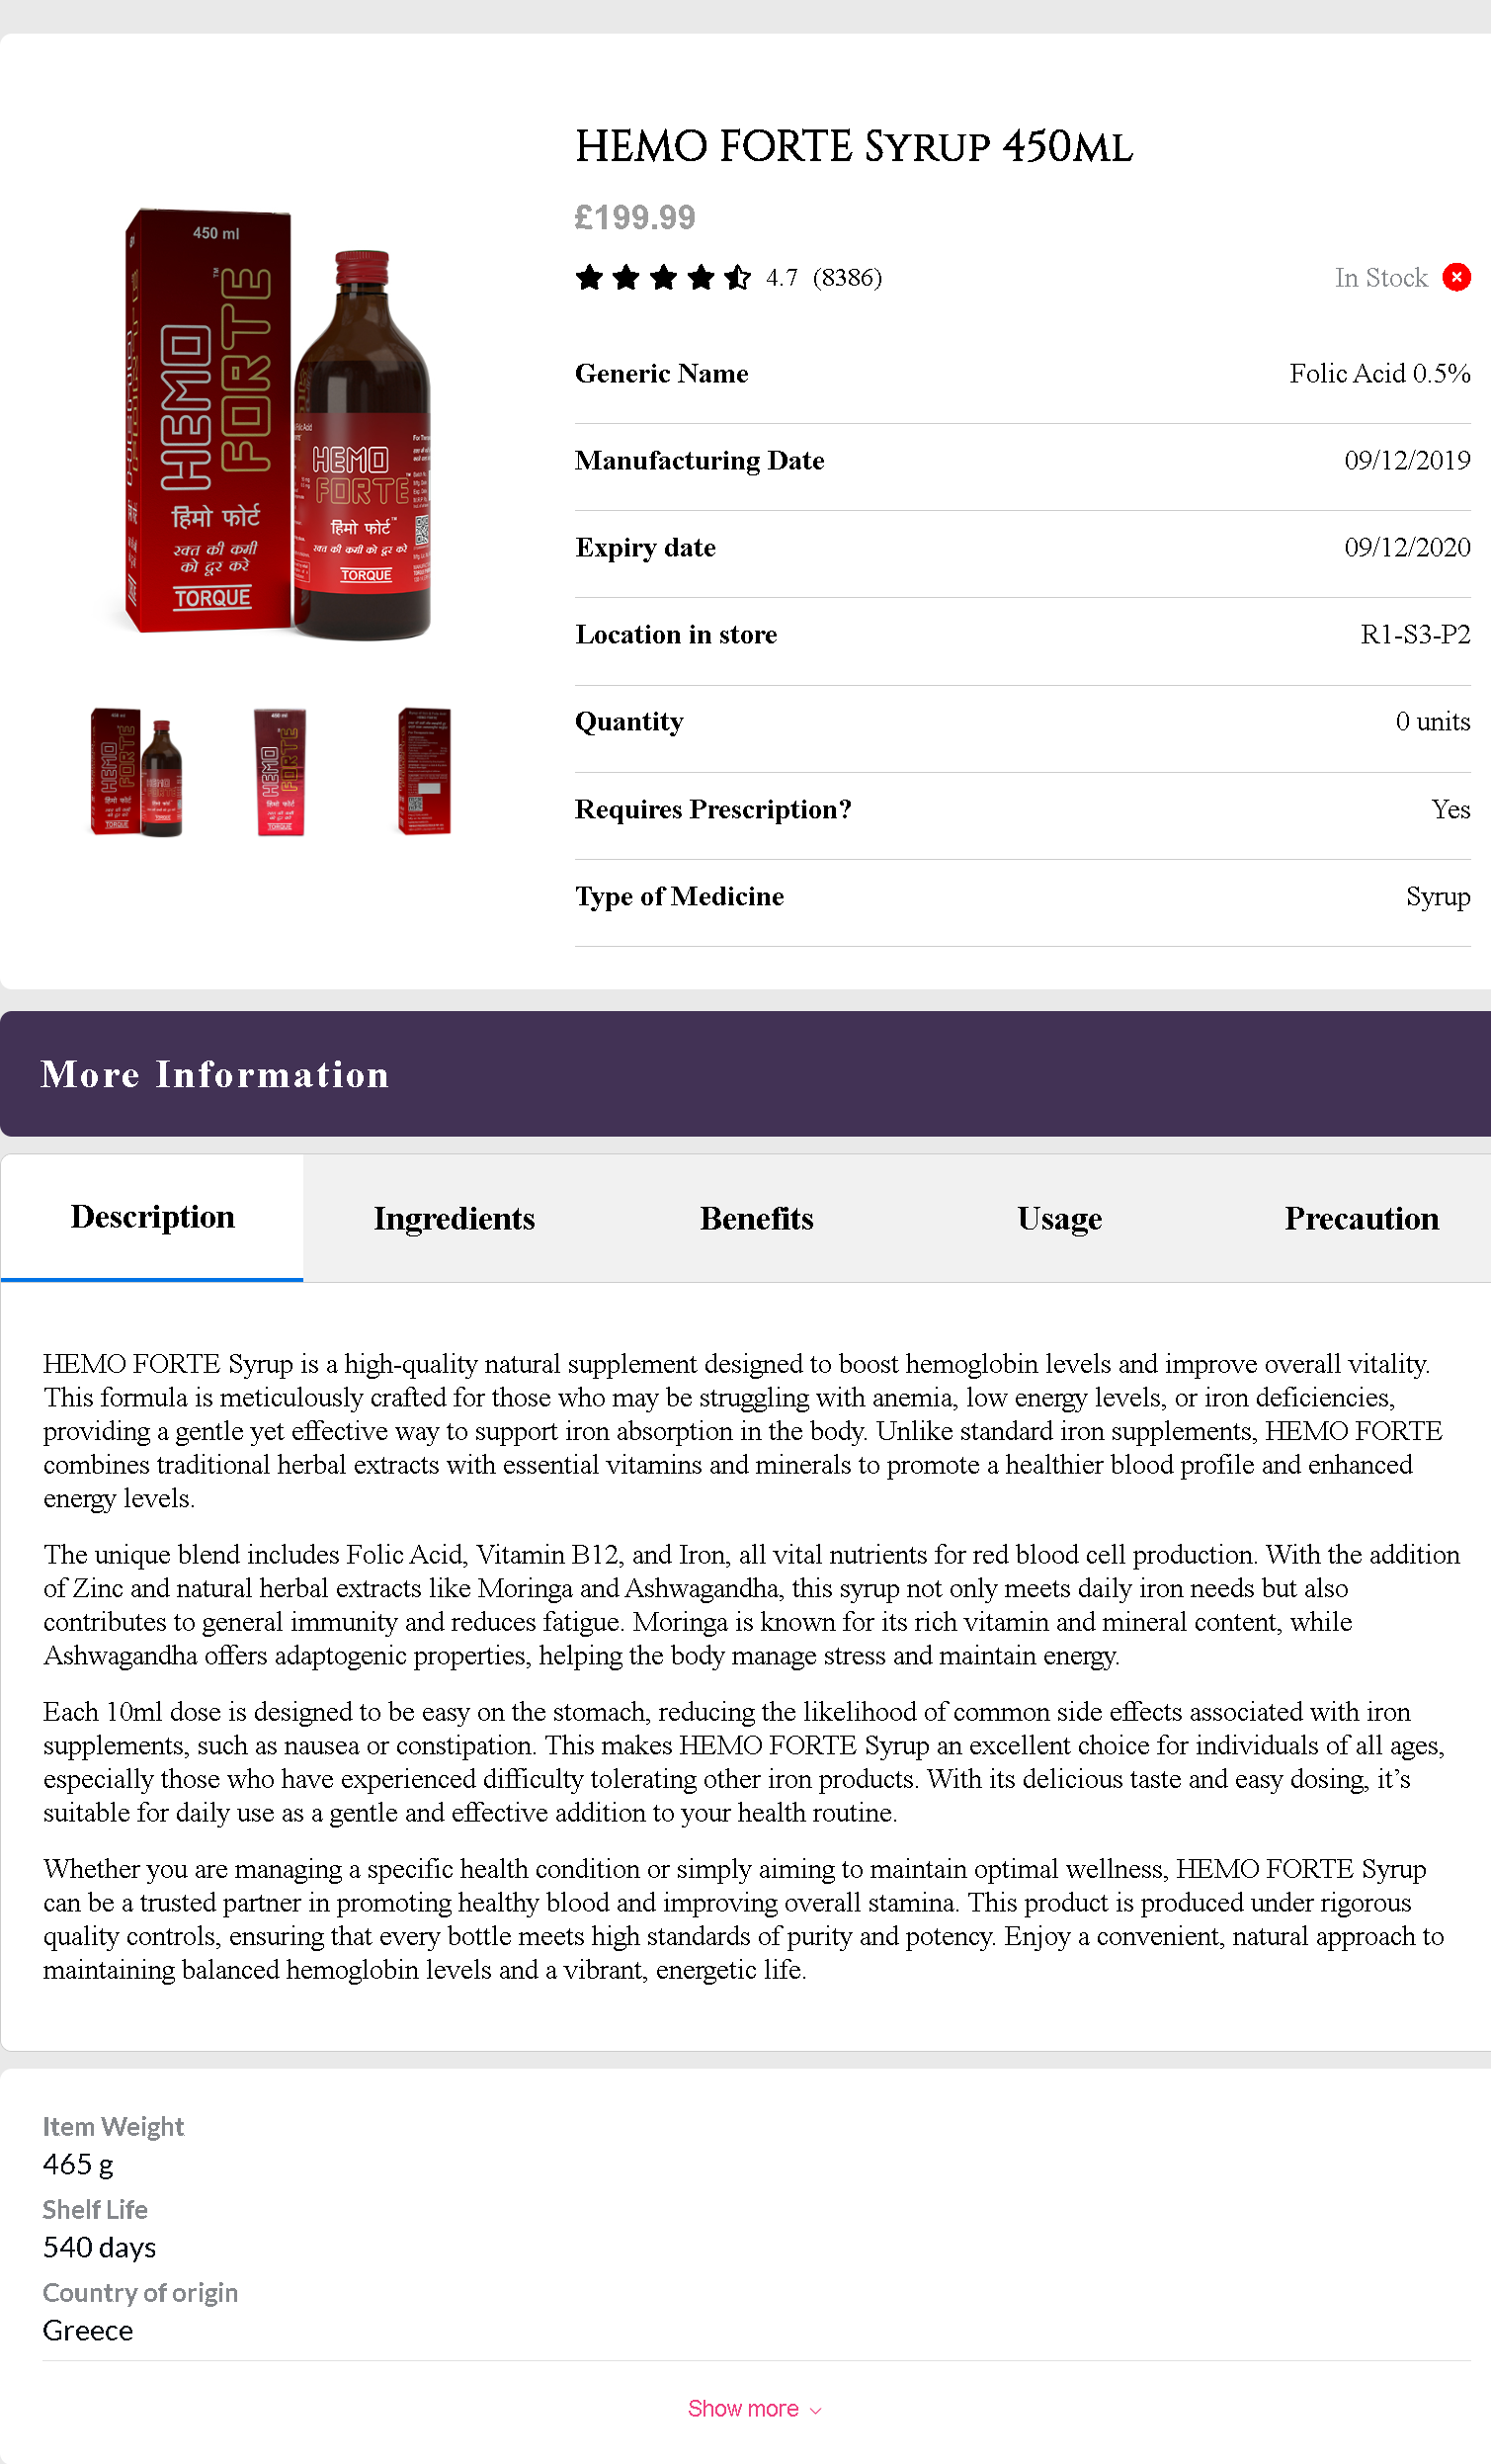 HEMO FORTE Syrup 450ml
£199.99
4.7 (8386)
In Stock
450 ml
HEMO
FORTE™
हिमो फोर्ट
रक्त की कमी
को दूर करे
TORQUE
HEMO
FORTE™
हिमो फोर्ट™
रक्त की कमी को दूर करे
TORQUE
450 ml
HEMO
FORTE
हिमो फोर्ट
TORQUE
HEMO
FORTE
हिमो फोर्ट
TORQUE
Generic Name Folic Acid 0.5%
Manufacturing Date 09/12/2019
Expiry date 09/12/2020
Location in store R1-S3-P2
Quantity 0 units
Requires Prescription? Yes
Type of Medicine Syrup
More Information
Description Ingredients Benefits Usage Precaution
HEMO FORTE Syrup is a high-quality natural supplement designed to boost hemoglobin levels and improve overall vitality.
This formula is meticulously crafted for those who may be struggling with anemia, low energy levels, or iron deficiencies,
providing a gentle yet effective way to support iron absorption in the body. Unlike standard iron supplements, HEMO FORTE
combines traditional herbal extracts with essential vitamins and minerals to promote a healthier blood profile and enhanced
energy levels.
The unique blend includes Folic Acid, Vitamin B12, and Iron, all vital nutrients for red blood cell production. With the addition
of Zinc and natural herbal extracts like Moringa and Ashwagandha, this syrup not only meets daily iron needs but also
contributes to general immunity and reduces fatigue. Moringa is known for its rich vitamin and mineral content, while
Ashwagandha offers adaptogenic properties, helping the body manage stress and maintain energy.
Each 10ml dose is designed to be easy on the stomach, reducing the likelihood of common side effects associated with iron
supplements, such as nausea or constipation. This makes HEMO FORTE Syrup an excellent choice for individuals of all ages,
especially those who have experienced difficulty tolerating other iron products. With its delicious taste and easy dosing, it’s
suitable for daily use as a gentle and effective addition to your health routine.
Whether you are managing a specific health condition or simply aiming to maintain optimal wellness, HEMO FORTE Syrup
can be a trusted partner in promoting healthy blood and improving overall stamina. This product is produced under rigorous
quality controls, ensuring that every bottle meets high standards of purity and potency. Enjoy a convenient, natural approach to
maintaining balanced hemoglobin levels and a vibrant, energetic life.
Item Weight
465 g
Shelf Life
540 days
Country of origin
Greece
Show more